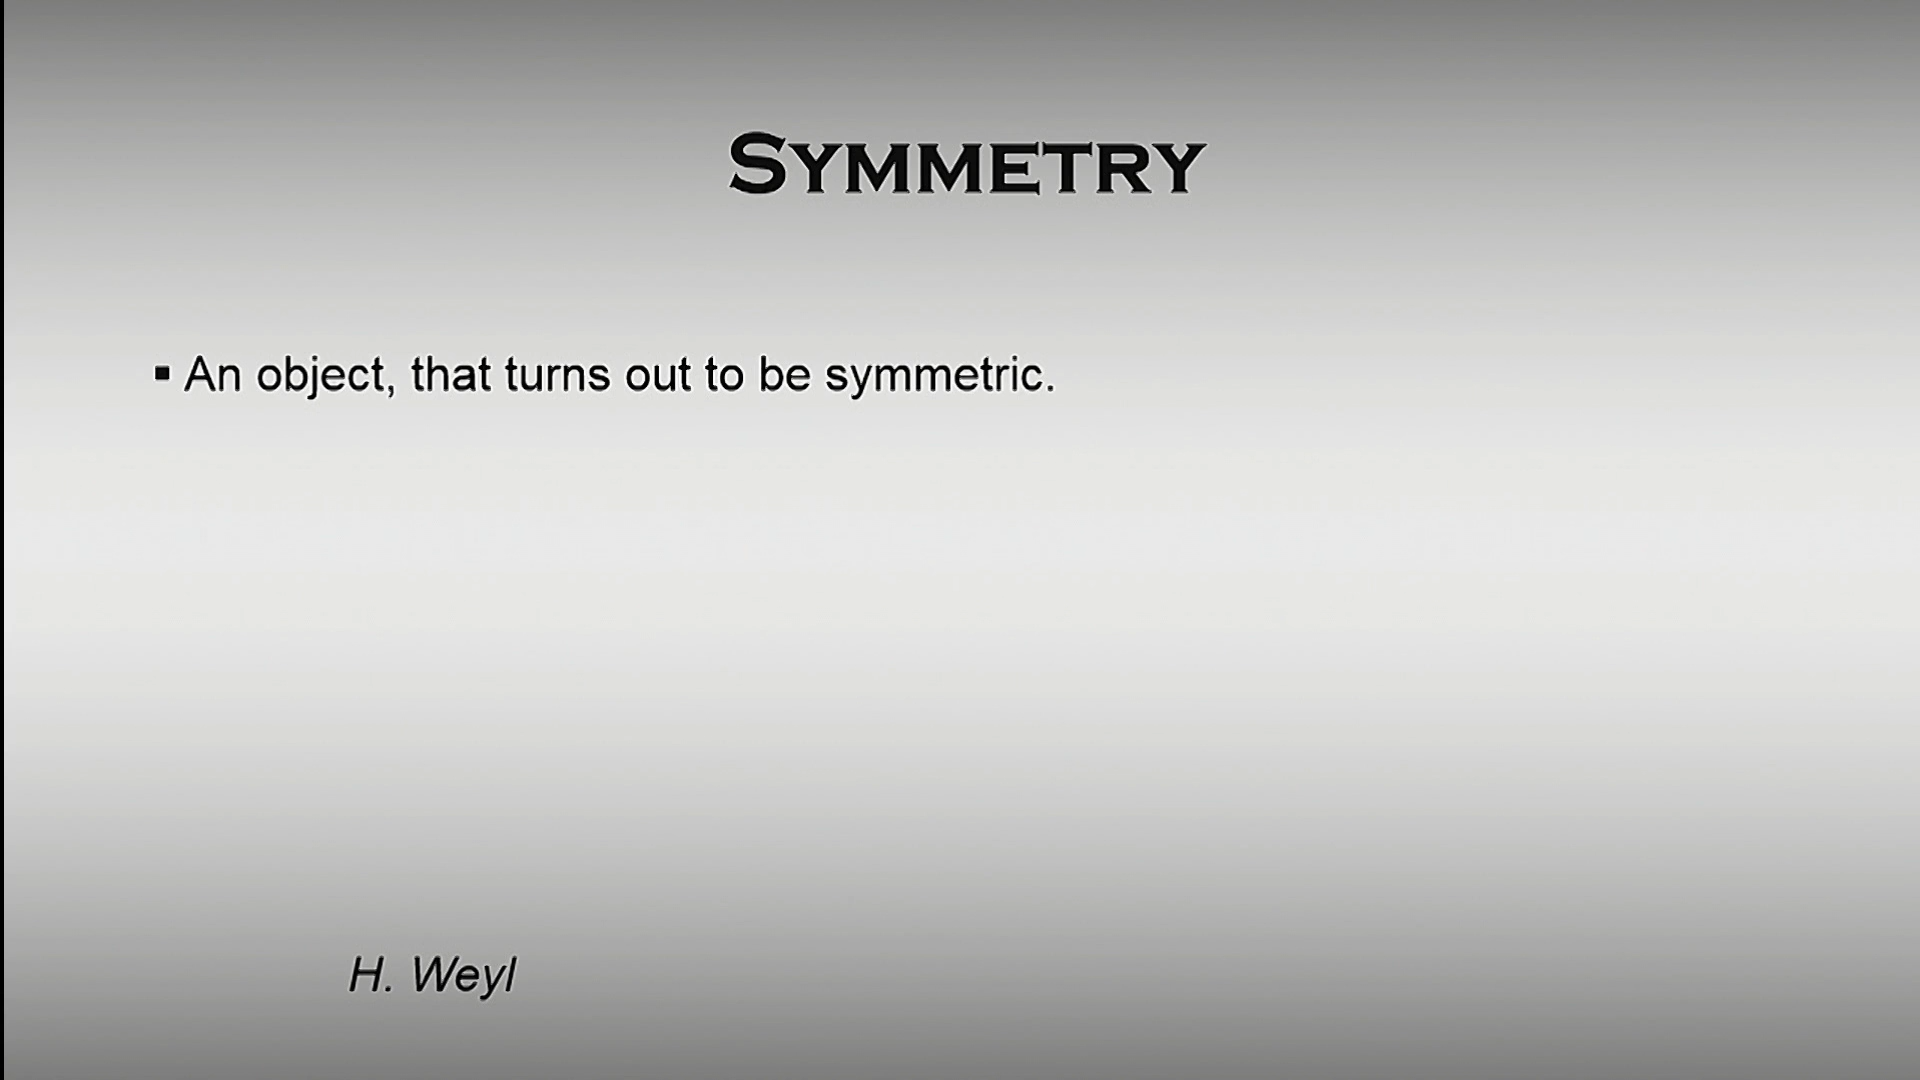 SYMMETRY
▪ An object, that turns out to be symmetric.
H. Weyl